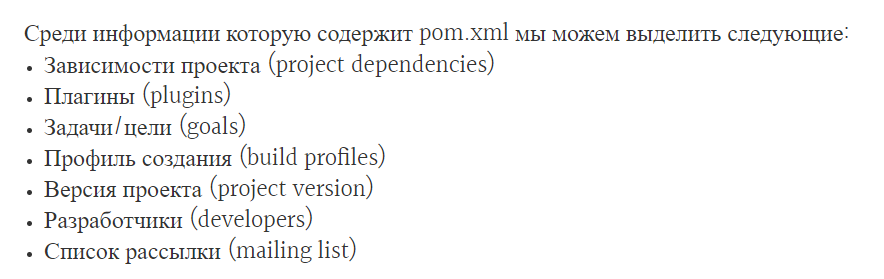 Среди информации которую содержит pom.xml мы можем выделить следующие:
• Зависимости проекта (project dependencies)
• Плагины (plugins)
• Задачи/цели (goals)
• Профиль создания (build profiles)
• Версия проекта (project version)
• Разработчики (developers)
• Список рассылки (mailing list)